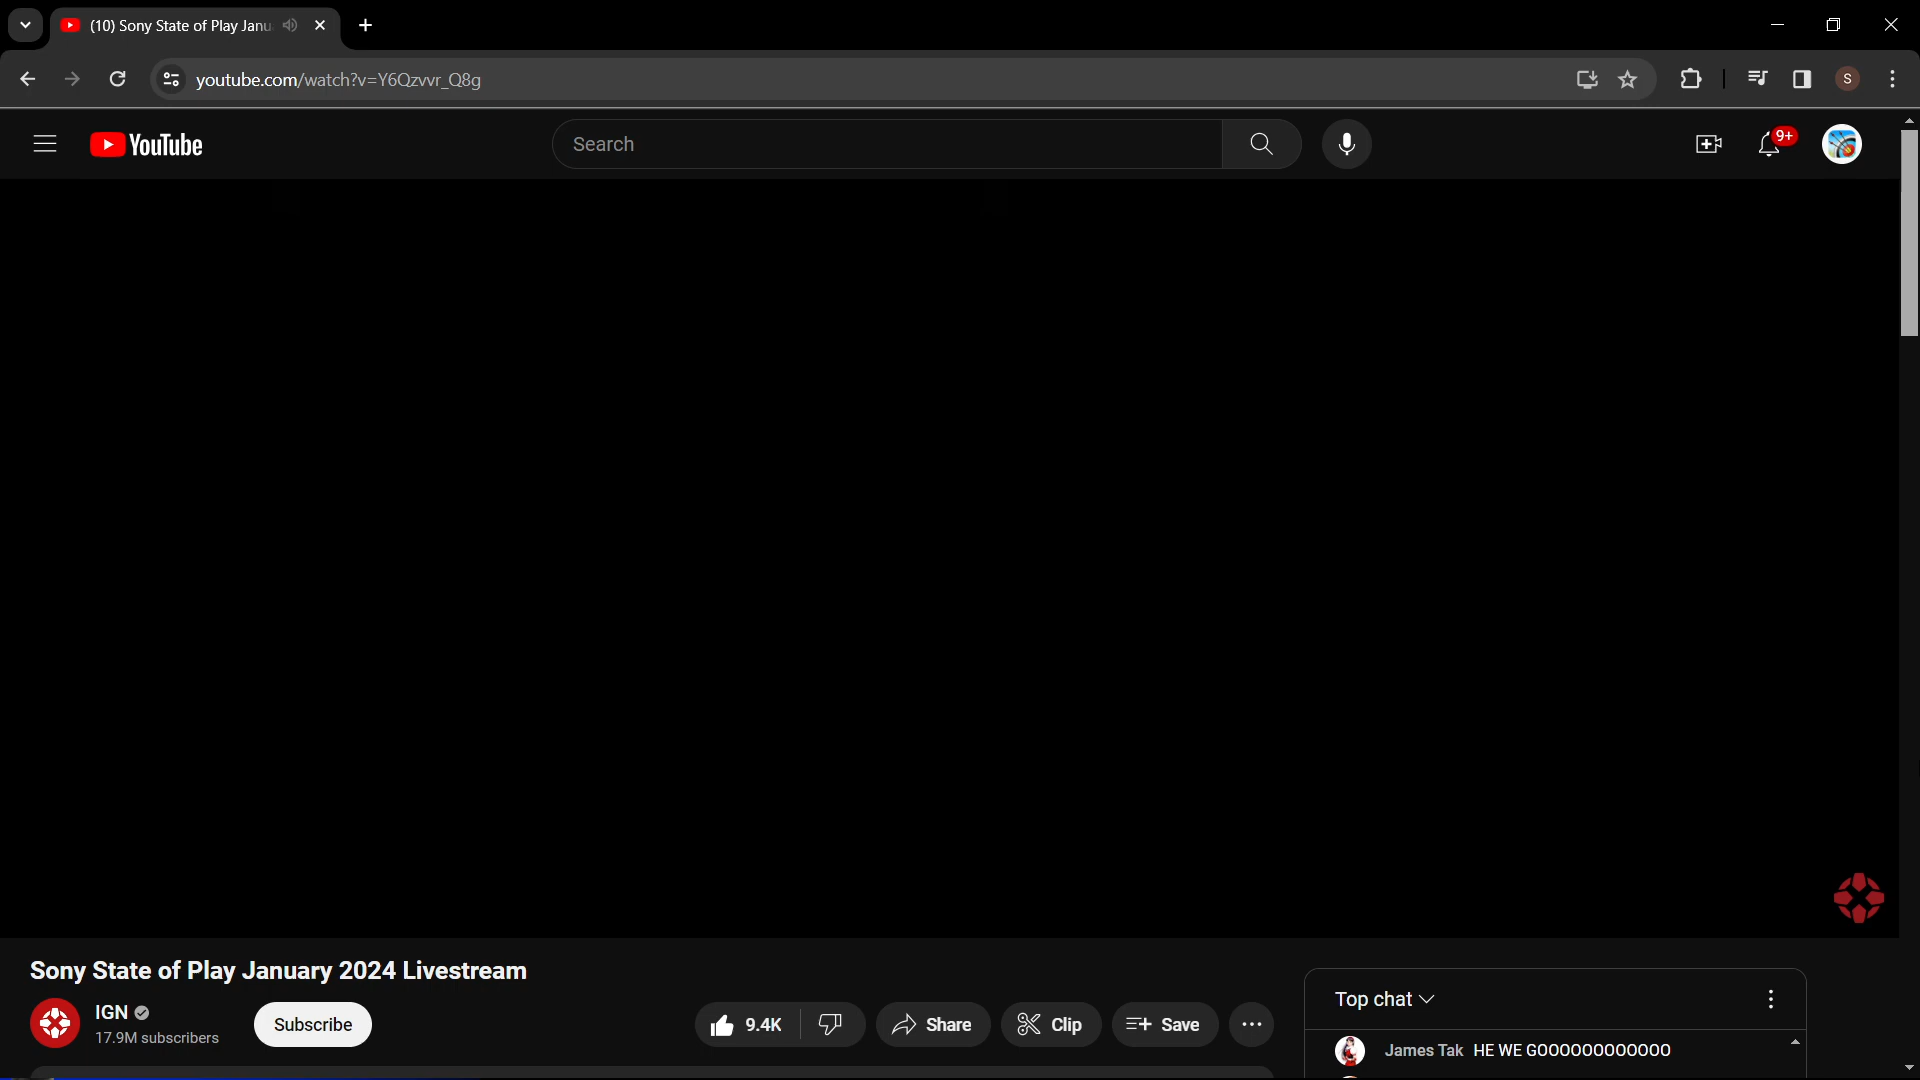 (10) Sony State of Play Janu
youtube.com/watch?v=Y6Qzvvr_Q8g
S
YouTube
Search
9+
Sony State of Play January 2024 Livestream
IGN
17.9M subscribers
Subscribe
9.4K
Share
Clip
Save
Top chat
James Tak HE WE GOOOOOOOOOOOO